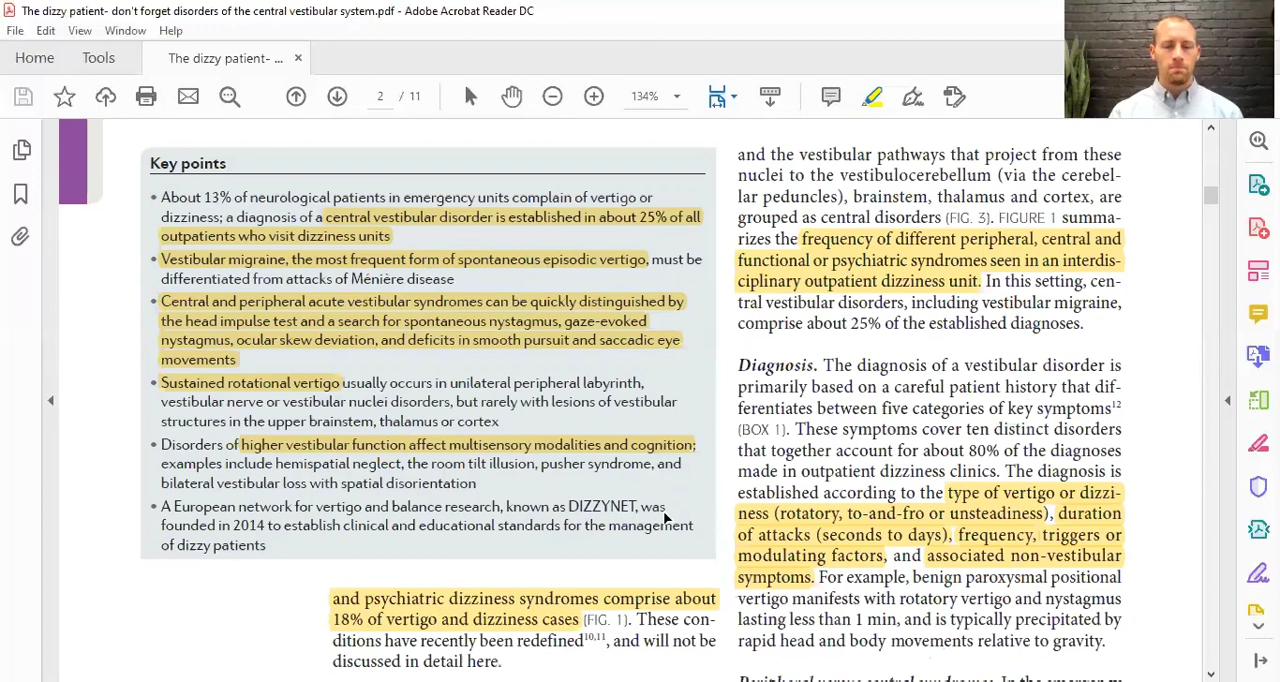 The dizzy patient- don't forget disorders of the central vestibular system.pdf - Adobe Acrobat Reader DC
File Edit View Window Help
Home Tools The dizzy patient- ... ×
2 / 11 134%
Key points
• About 13% of neurological patients in emergency units complain of vertigo or
dizziness; a diagnosis of a central vestibular disorder is established in about 25% of all
outpatients who visit dizziness units
• Vestibular migraine, the most frequent form of spontaneous episodic vertigo, must be
differentiated from attacks of Ménière disease
• Central and peripheral acute vestibular syndromes can be quickly distinguished by
the head impulse test and a search for spontaneous nystagmus, gaze-evoked
nystagmus, ocular skew deviation, and deficits in smooth pursuit and saccadic eye
movements
• Sustained rotational vertigo usually occurs in unilateral peripheral labyrinth,
vestibular nerve or vestibular nuclei disorders, but rarely with lesions of vestibular
structures in the upper brainstem, thalamus or cortex
• Disorders of higher vestibular function affect multisensory modalities and cognition;
examples include hemispatial neglect, the room tilt illusion, pusher syndrome, and
bilateral vestibular loss with spatial disorientation
• A European network for vertigo and balance research, known as DIZZYNET, was
founded in 2014 to establish clinical and educational standards for the management
of dizzy patients
and psychiatric dizziness syndromes comprise about
18% of vertigo and dizziness cases (FIG. 1). These con-
ditions have recently been redefined10,11, and will not be
discussed in detail here.
and the vestibular pathways that project from these
nuclei to the vestibulocerebellum (via the cerebel-
lar peduncles), brainstem, thalamus and cortex, are
grouped as central disorders (FIG. 3). FIGURE 1 summa-
rizes the frequency of different peripheral, central and
functional or psychiatric syndromes seen in an interdis-
ciplinary outpatient dizziness unit. In this setting, cen-
tral vestibular disorders, including vestibular migraine,
comprise about 25% of the established diagnoses.
Diagnosis. The diagnosis of a vestibular disorder is
primarily based on a careful patient history that dif-
ferentiates between five categories of key symptoms12
(BOX 1). These symptoms cover ten distinct disorders
that together account for about 80% of the diagnoses
made in outpatient dizziness clinics. The diagnosis is
established according to the type of vertigo or dizzi-
ness (rotatory, to-and-fro or unsteadiness), duration
of attacks (seconds to days), frequency, triggers or
modulating factors, and associated non-vestibular
symptoms. For example, benign paroxysmal positional
vertigo manifests with rotatory vertigo and nystagmus
lasting less than 1 min, and is typically precipitated by
rapid head and body movements relative to gravity.